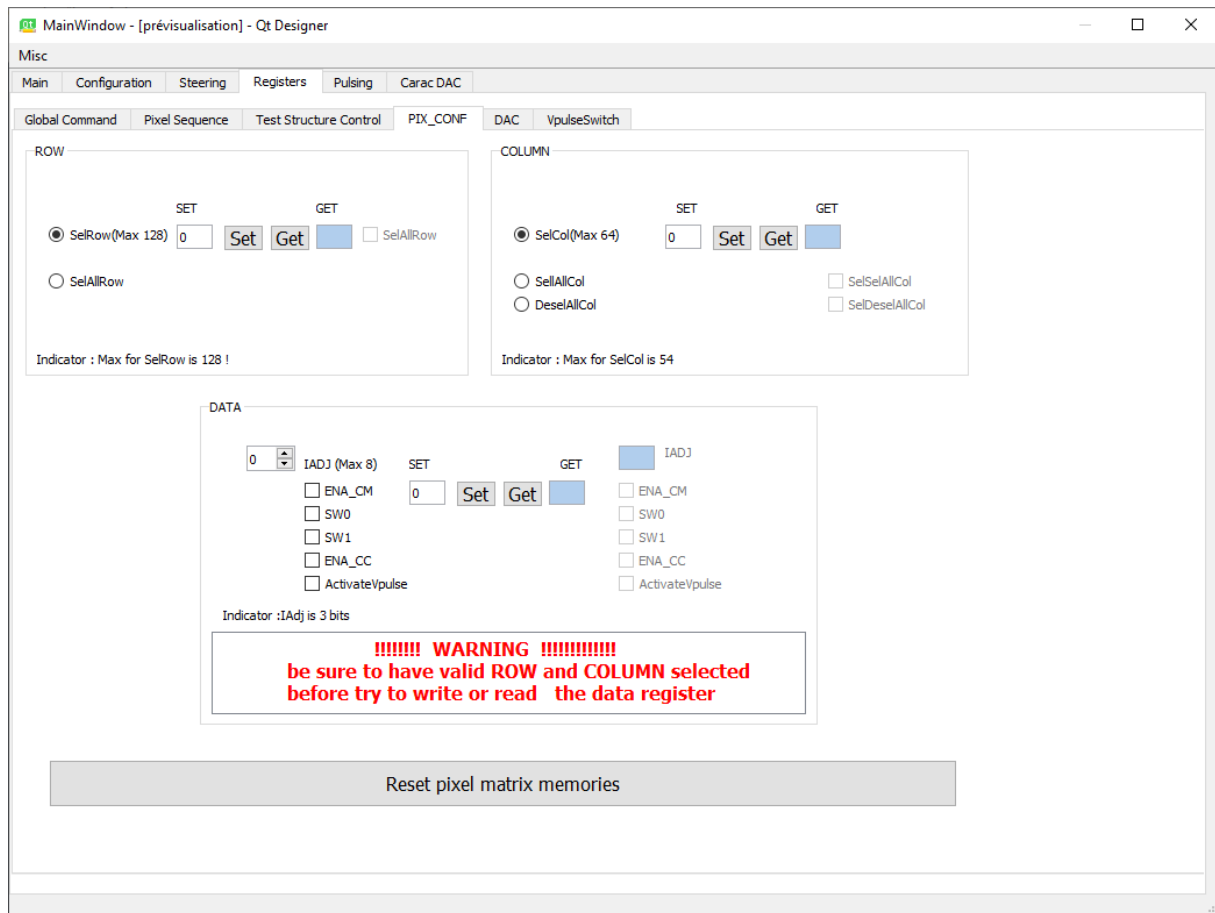 MainWindow - [prévisualisation] - Qt Designer
Misc
Main Configuration Steering Registers Pulsing Carac DAC
Global Command Pixel Sequence Test Structure Control PIX_CONF DAC VpulseSwitch
ROW
SET GET
SelRow(Max 128) 0 Set Get SelAllRow
SelAllRow
Indicator : Max for SelRow is 128 !
COLUMN
SET GET
SelCol(Max 64) 0 Set Get
SellAllCol SelSelAllCol
DeselAllCol SelDeselAllCol
Indicator : Max for SelCol is 54
DATA
0 IADJ (Max 8) SET GET IADJ
ENA_CM 0 Set Get ENA_CM
SW0 SW0
SW1 SW1
ENA_CC ENA_CC
ActivateVpulse ActivateVpulse
Indicator :IAdj is 3 bits
!!!!!!!! WARNING !!!!!!!!!!!!!
be sure to have valid ROW and COLUMN selected
before try to write or read the data register
Reset pixel matrix memories